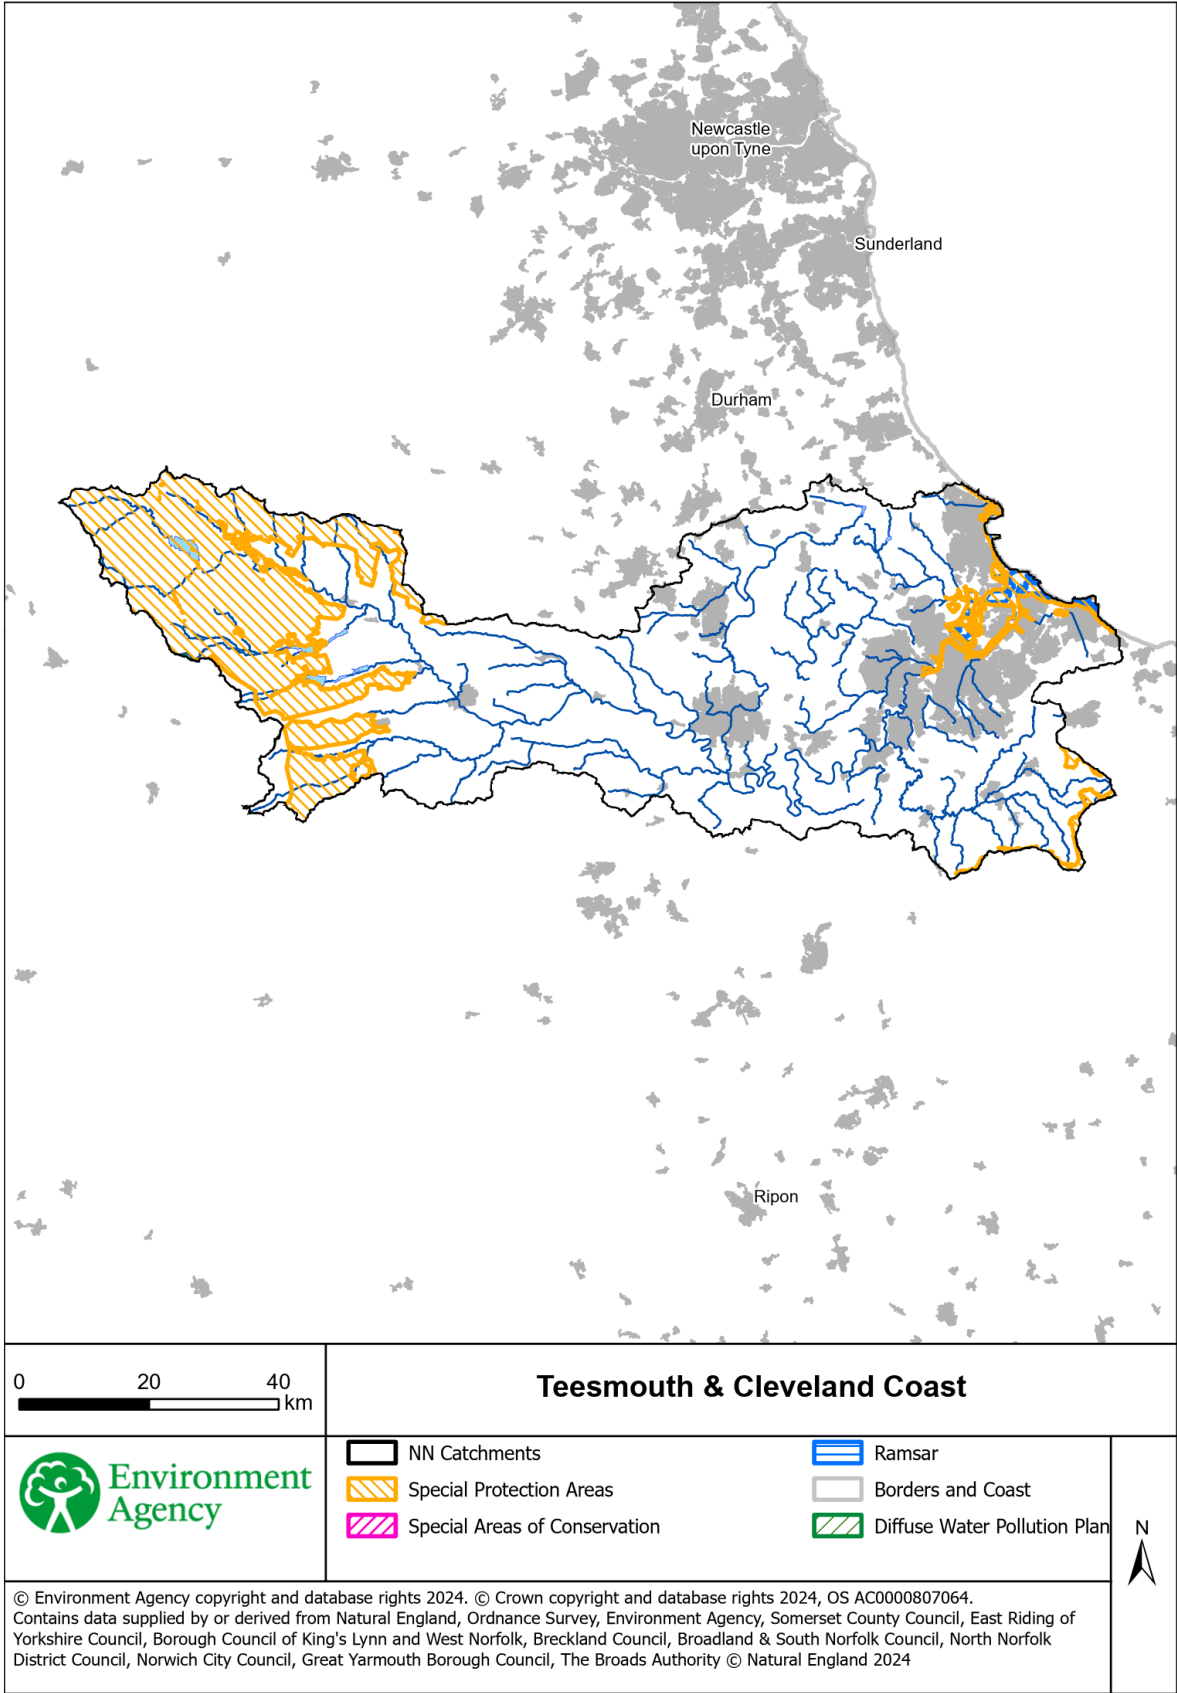 Newcastle
upon Tyne
Sunderland
Durham
Ripon
0 20 40
km
Teesmouth & Cleveland Coast
Environment
Agency
NN Catchments
Special Protection Areas
Special Areas of Conservation
Ramsar
Borders and Coast
Diffuse Water Pollution Plan
N
© Environment Agency copyright and database rights 2024. © Crown copyright and database rights 2024, OS AC0000807064.
Contains data supplied by or derived from Natural England, Ordnance Survey, Environment Agency, Somerset County Council, East Riding of
Yorkshire Council, Borough Council of King's Lynn and West Norfolk, Breckland Council, Broadland & South Norfolk Council, North Norfolk
District Council, Norwich City Council, Great Yarmouth Borough Council, The Broads Authority © Natural England 2024